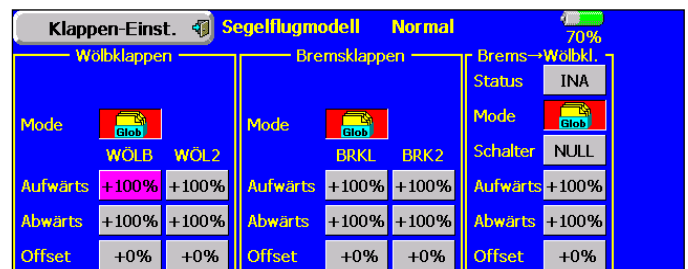 Klappen-Einst. Segelflugmodell Normal 70%
Wölbklappen Bremsklappen Brems→Wölbkl.
Status INA
Mode Glob Mode Glob Mode Glob
WÖLB WÖL2 BRKL BRK2 Schalter NULL
Aufwärts +100% +100% Aufwärts +100% +100% Aufwärts +100%
Abwärts +100% +100% Abwärts +100% +100% Abwärts +100%
Offset +0% +0% Offset +0% +0% Offset +0%